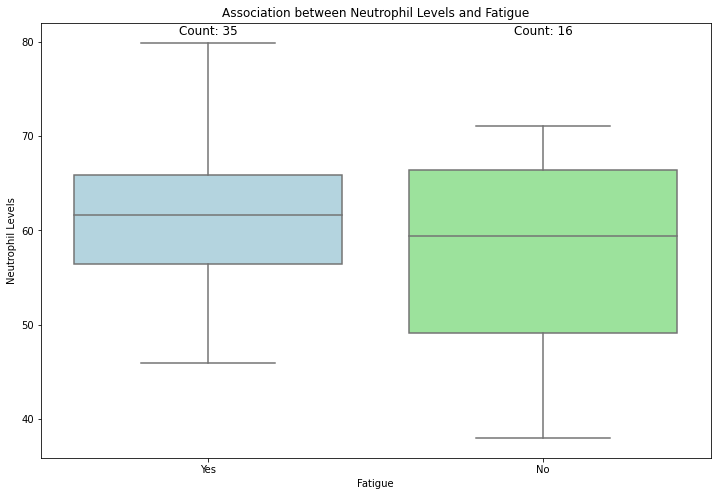 Association between Neutrophil Levels and Fatigue
Count: 35
Count: 16
80
70
60
50
40
Neutrophil Levels
Yes
No
Fatigue